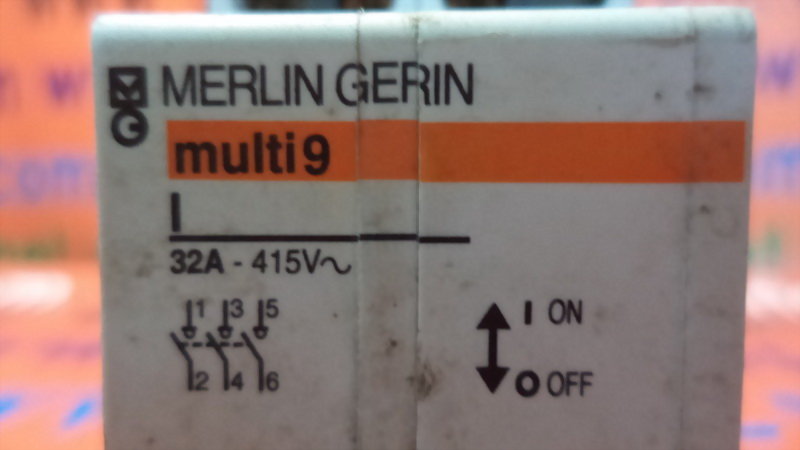 MERLIN GERIN
multi9
I
32A - 415V~
1 3 5
I ON
2 4 6
O OFF